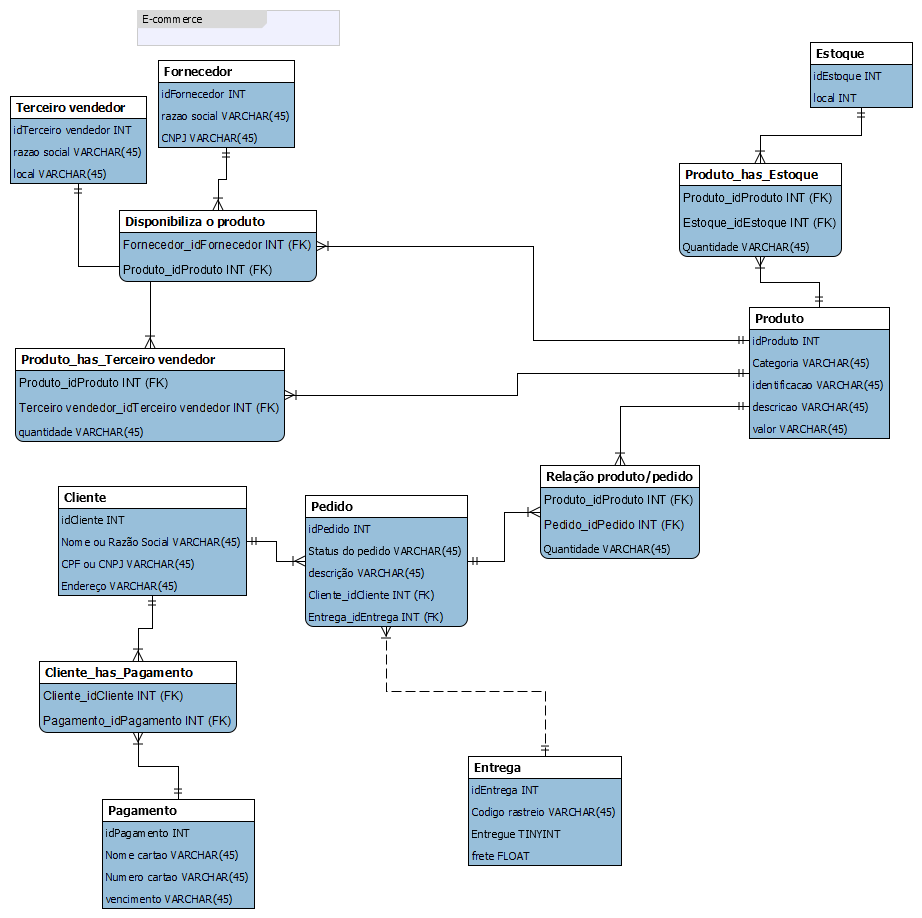 E-commerce
Fornecedor
idFornecedor INT
razao social VARCHAR(45)
CNPJ VARCHAR(45)
Estoque
idEstoque INT
local INT
Terceiro vendedor
idTerceiro vendedor INT
razao social VARCHAR(45)
local VARCHAR(45)
Produto_has_Estoque
Produto_idProduto INT (FK)
Estoque_idEstoque INT (FK)
Quantidade VARCHAR(45)
Disponibiliza o produto
Fornecedor_idFornecedor INT (FK)
Produto_idProduto INT (FK)
Produto
idProduto INT
Categoria VARCHAR(45)
identificacao VARCHAR(45)
descricao VARCHAR(45)
valor VARCHAR(45)
Produto_has_Terceiro vendedor
Produto_idProduto INT (FK)
Terceiro vendedor_idTerceiro vendedor INT (FK)
quantidade VARCHAR(45)
Relação produto/pedido
Produto_idProduto INT (FK)
Pedido_idPedido INT (FK)
Quantidade VARCHAR(45)
Cliente
idCliente INT
Nome ou Razão Social VARCHAR(45)
CPF ou CNPJ VARCHAR(45)
Endereço VARCHAR(45)
Pedido
idPedido INT
Status do pedido VARCHAR(45)
descrição VARCHAR(45)
Cliente_idCliente INT (FK)
Entrega_idEntrega INT (FK)
Cliente_has_Pagamento
Cliente_idCliente INT (FK)
Pagamento_idPagamento INT (FK)
Entrega
idEntrega INT
Codigo rastreio VARCHAR(45)
Entregue TINYINT
frete FLOAT
Pagamento
idPagamento INT
Nome cartao VARCHAR(45)
Numero cartao VARCHAR(45)
vencimento VARCHAR(45)